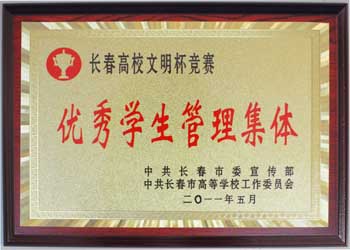 长春高校文明杯竞赛
优秀学生管理集体
中共长春市委宣传部
中共长春市高等学校工作委员会
二〇一一年五月